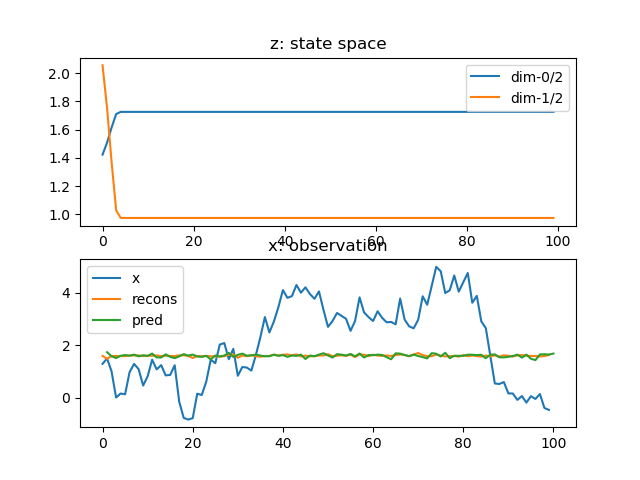 z: state space
2.0
1.8
1.6
1.4
1.2
1.0
dim-0/2
dim-1/2
0 20 40 60 80 100
x: observation
4
2
0
x
recons
pred
0 20 40 60 80 100